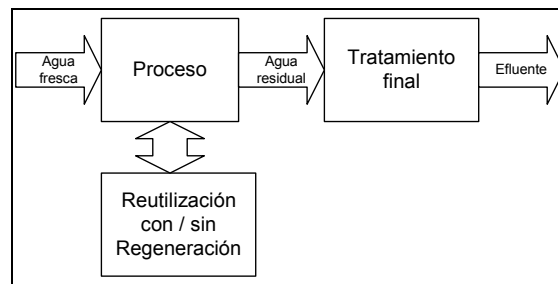 Agua
fresca
Proceso
Agua
residual
Tratamiento
final
Efluente
Reutilización
con / sin
Regeneración